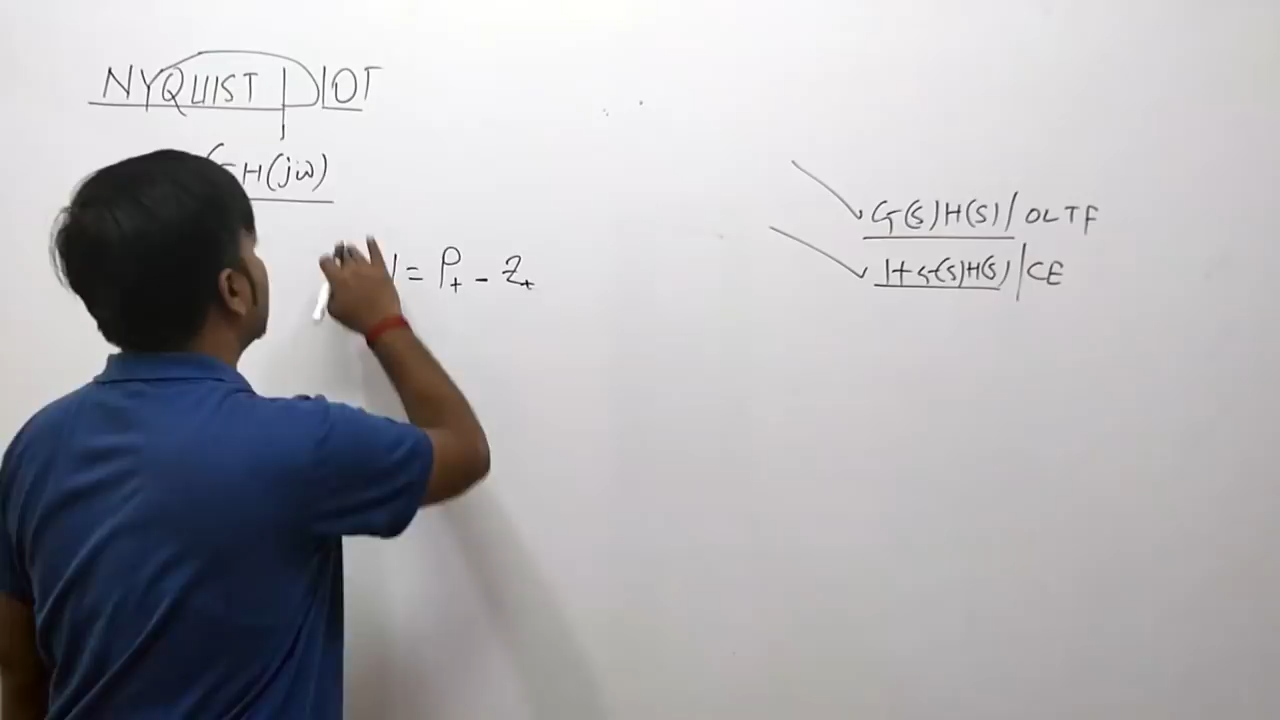 NYQUIST PLOT
GH(jω)
= P+ - Z+
G(S)H(S)/OLTF
1+G(S)H(S)/CE